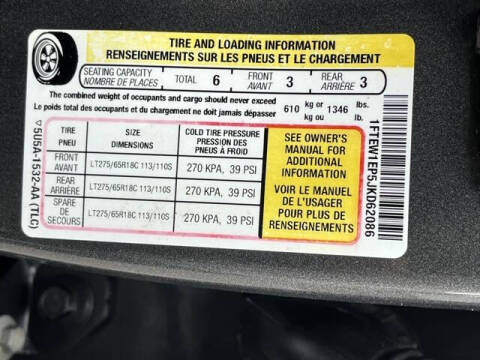 TIRE AND LOADING INFORMATION
RENSEIGNEMENTS SUR LES PNEUS ET LE CHARGEMENT
SEATING CAPACITY TOTAL 6 FRONT 3 REAR 3
NOMBRE DE PLACES AVANT ARRIÈRE
The combined weight of occupants and cargo should never exceed 610 kg or 1346 lbs.
Le poids total des occupants et du chargement ne doit jamais dépasser kg ou lb.
TIRE SIZE COLD TIRE PRESSURE
PNEU DIMENSIONS PRESSION DES PNEUS À FROID
FRONT AVANT LT275/65R18C 113/110S 270 KPA, 39 PSI
REAR ARRIÈRE LT275/65R18C 113/110S 270 KPA, 39 PSI
SPARE DE SECOURS LT275/65R18C 113/110S 270 KPA, 39 PSI
SEE OWNER'S
MANUAL FOR
ADDITIONAL
INFORMATION
VOIR LE MANUEL
DE L'USAGER
POUR PLUS DE
RENSEIGNEMENTS
5U5A-1532-AA (TLC)
1FTEW1EP5JKD62086